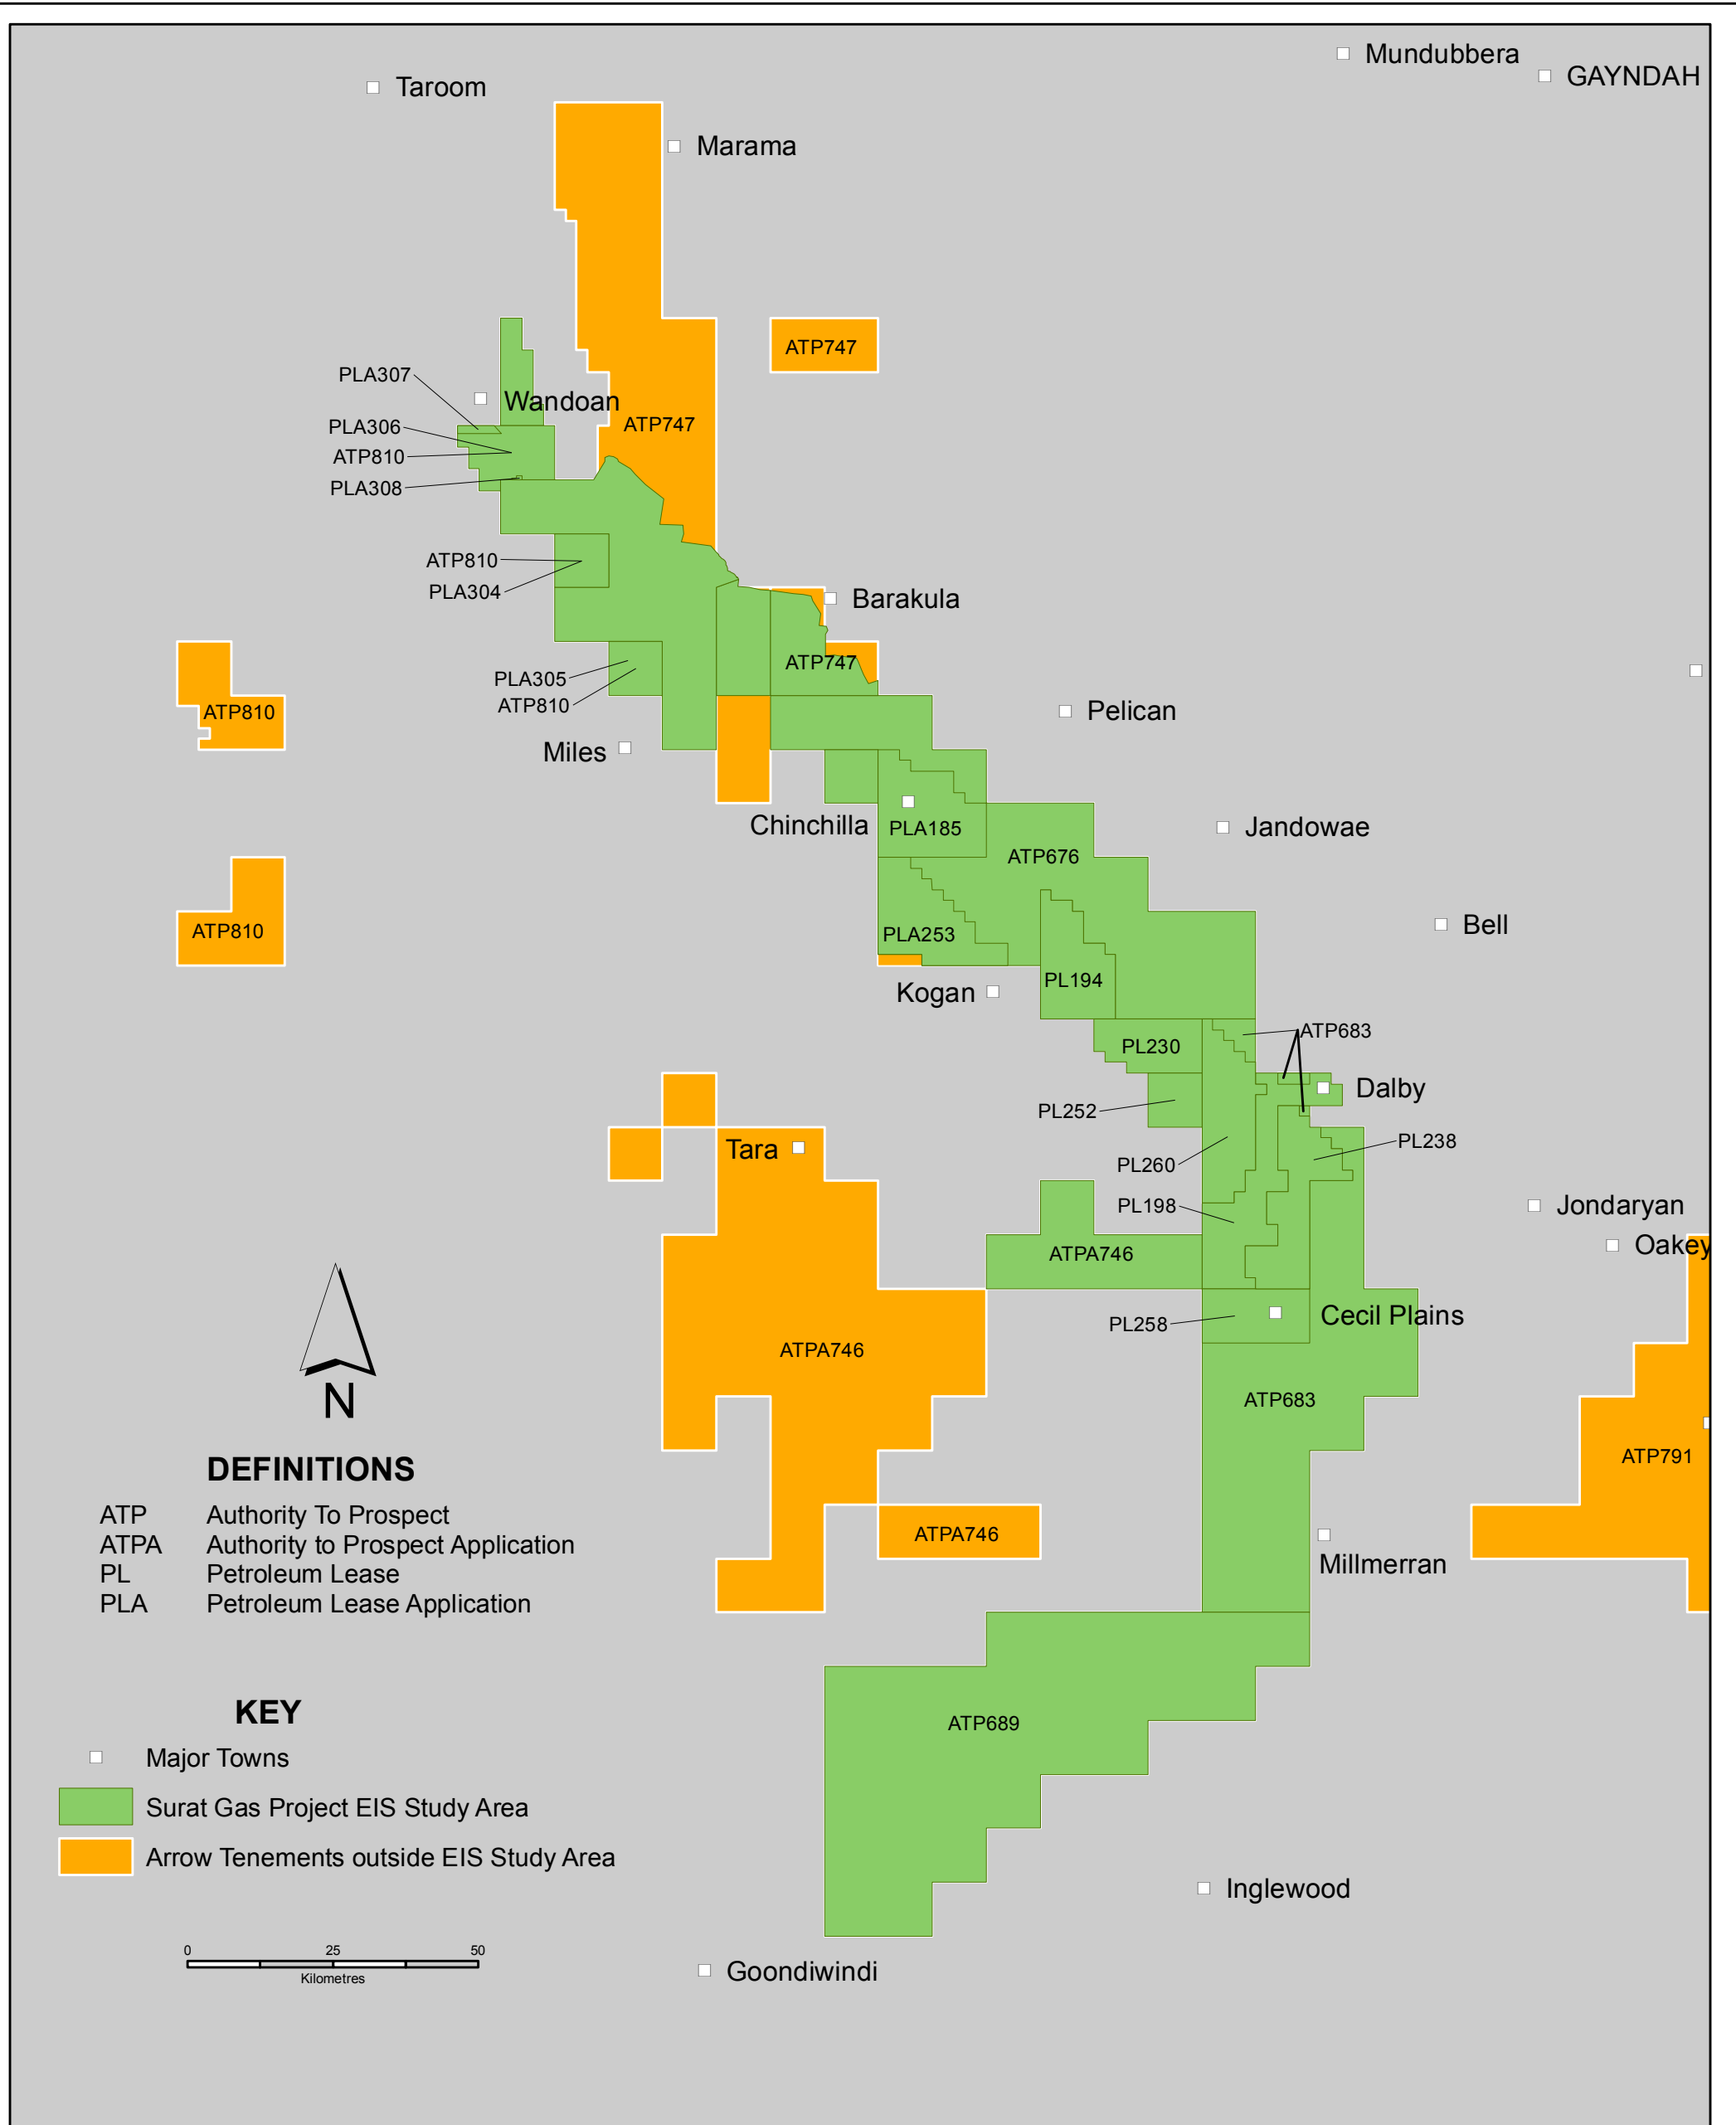 Mundubbera
GAYNDAH
Taroom
Marama
ATP747
PLA307
Wandoan
ATP747
PLA306
ATP810
PLA308
ATP810
PLA304
Barakula
ATP747
PLA305
ATP810
ATP810
Pelican
Miles
Chinchilla
PLA185
Jandowae
ATP676
ATP810
PLA253
Bell
PL194
Kogan
ATP683
PL230
Dalby
PL252
PL238
Tara
PL260
PL198
Jondaryan
Oakey
ATPA746
Cecil Plains
PL258
ATPA746
N
ATP683
ATP791
DEFINITIONS
ATP Authority To Prospect
ATPA Authority to Prospect Application
PL Petroleum Lease
PLA Petroleum Lease Application
ATPA746
Millmerran
KEY
Major Towns
Surat Gas Project EIS Study Area
Arrow Tenements outside EIS Study Area
ATP689
Inglewood
0 25 50
Kilometres
Goondiwindi